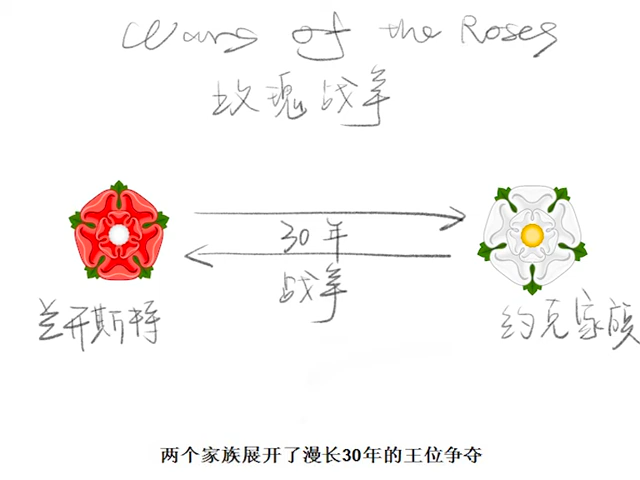 Wars of the Roses
玫瑰战争
30年
战争
兰开斯特
约克家族
两个家族展开了漫长30年的王位争夺